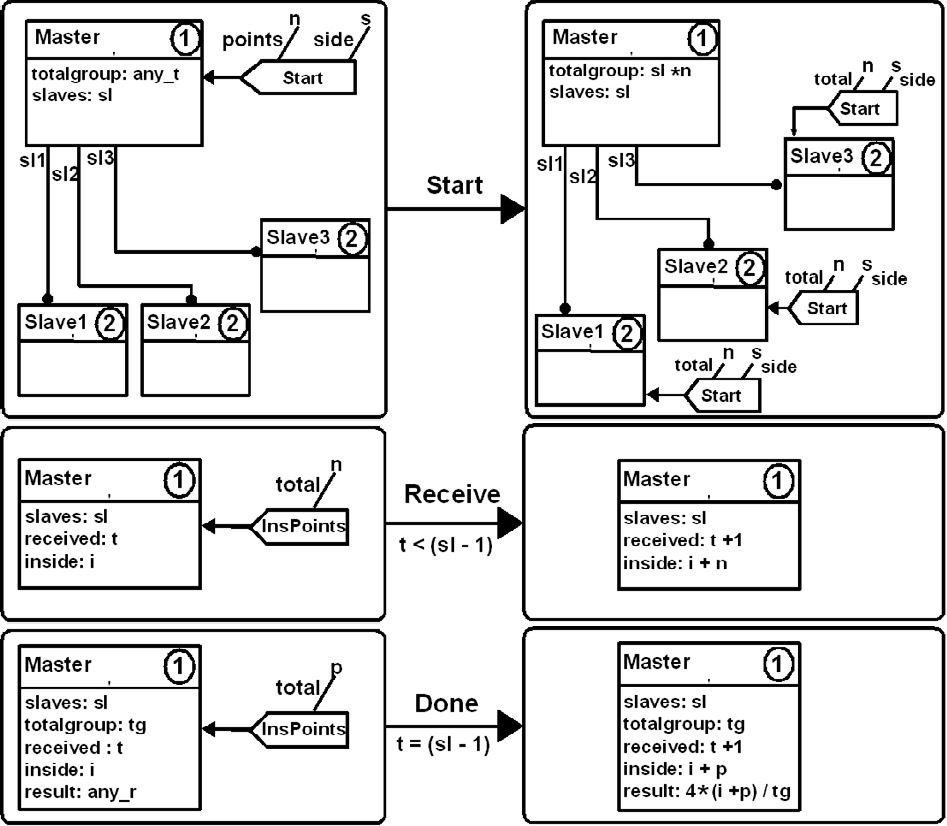 Master 1
totalgroup: any_t
slaves: sl
n s
points side
Start
sl1
sl2
sl3
Slave3 2
Slave1 2
Slave2 2
Start
Master 1
totalgroup: sl *n
slaves: sl
sl1
sl2
sl3
n s
total side
Start
Slave3 2
Slave2 2
n s
total side
Start
Slave1 2
n s
total side
Start
Master 1
slaves: sl
received: t
inside: i
n
total
InsPoints
Receive
t < (sl - 1)
Master 1
slaves: sl
received: t +1
inside: i + n
Master 1
slaves: sl
totalgroup: tg
received : t
inside: i
result: any_r
p
total
InsPoints
Done
t = (sl - 1)
Master 1
slaves: sl
totalgroup: tg
received: t +1
inside: i + p
result: 4*(i +p) / tg